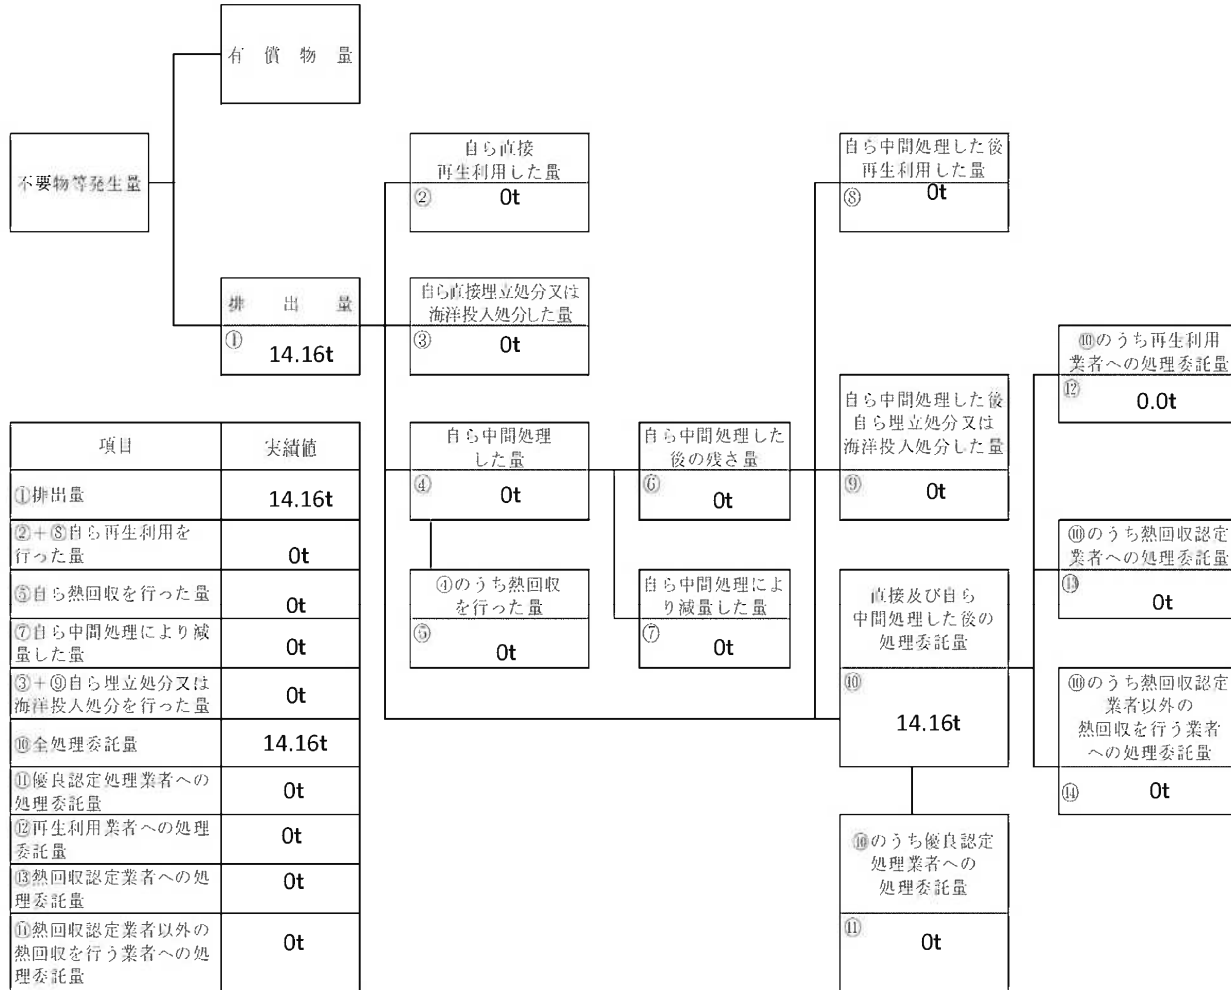 有償物量
不要物等発生量
自ら直接
再生利用した量
②
0t
自ら中間処理した後
再生利用した量
⑧
0t
排出量
①
14.16t
自ら直接埋立処分又は
海洋投入処分した量
③
0t
⑩のうち再生利用
業者への処理委託量
⑫
0.0t
自ら中間処理
した量
④
0t
自ら中間処理した
後の残さ量
⑥
0t
自ら中間処理した後
自ら埋立処分又は
海洋投入処分した量
⑨
0t
⑩のうち熱回収認定
業者への処理委託量
⑬
0t
④のうち熱回収
を行った量
⑤
0t
自ら中間処理によ
り減量した量
⑦
0t
直接及び自ら
中間処理した後の
処理委託量
⑩
14.16t
⑩のうち熱回収認定
業者以外の
熱回収を行う業者
への処理委託量
⑭
0t
⑩のうち優良認定
処理業者への
処理委託量
⑪
0t
項目
実績値
①排出量
14.16t
②+⑧自ら再生利用を
行った量
0t
⑤自ら熱回収を行った量
0t
⑦自ら中間処理により減
量した量
0t
③+⑨自ら埋立処分又は
海洋投入処分を行った量
0t
⑩全処理委託量
14.16t
⑪優良認定処理業者への
処理委託量
0t
⑫再生利用業者への処理
委託量
0t
⑬熱回収認定業者への処
理委託量
0t
⑭熱回収認定業者以外の
熱回収を行う業者への処
理委託量
0t